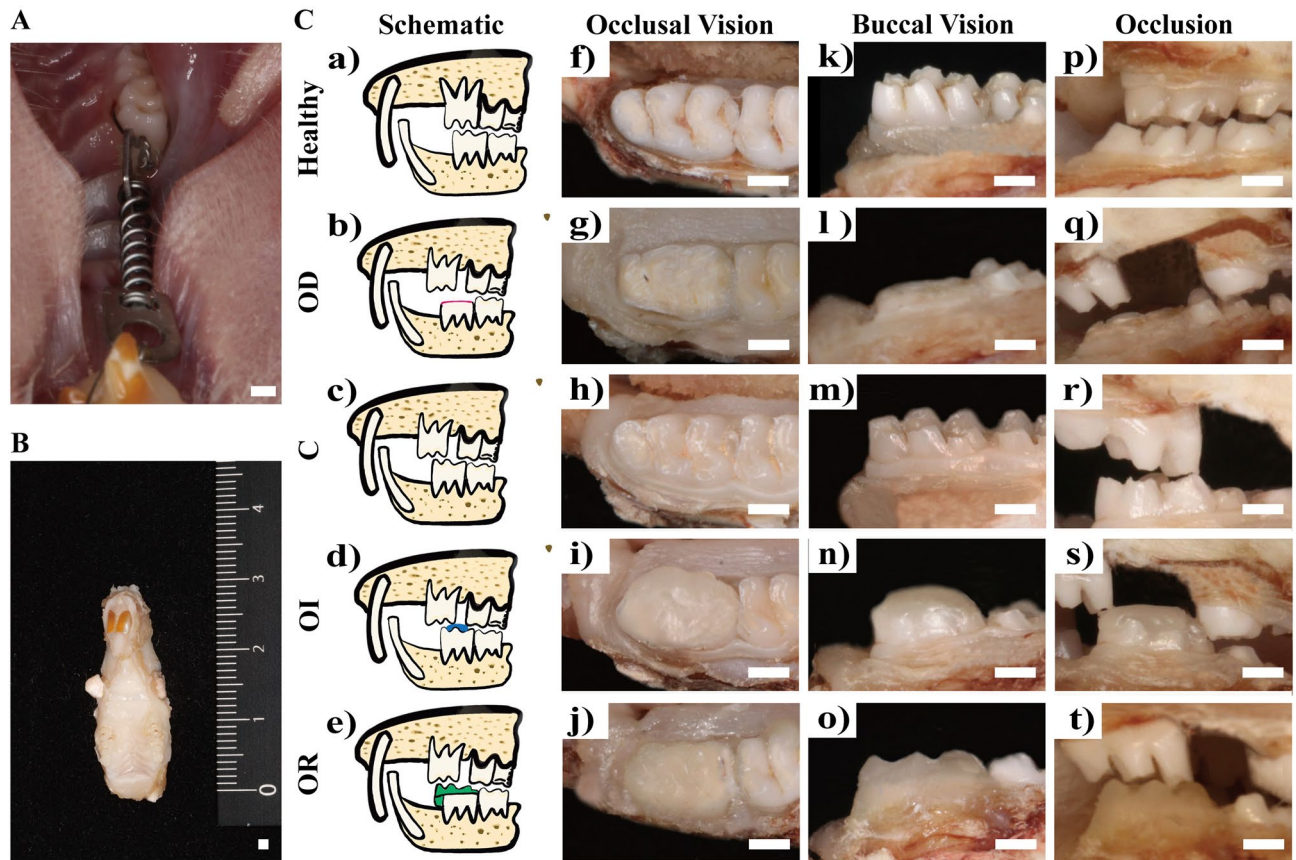 A
C
Schematic
Occlusal Vision
Buccal Vision
Occlusion
Healthy
a)
f)
k)
p)
OD
b)
g)
l)
q)
C
c)
h)
m)
r)
OI
d)
i)
n)
s)
OR
e)
j)
o)
t)
B
4
3
2
1
0